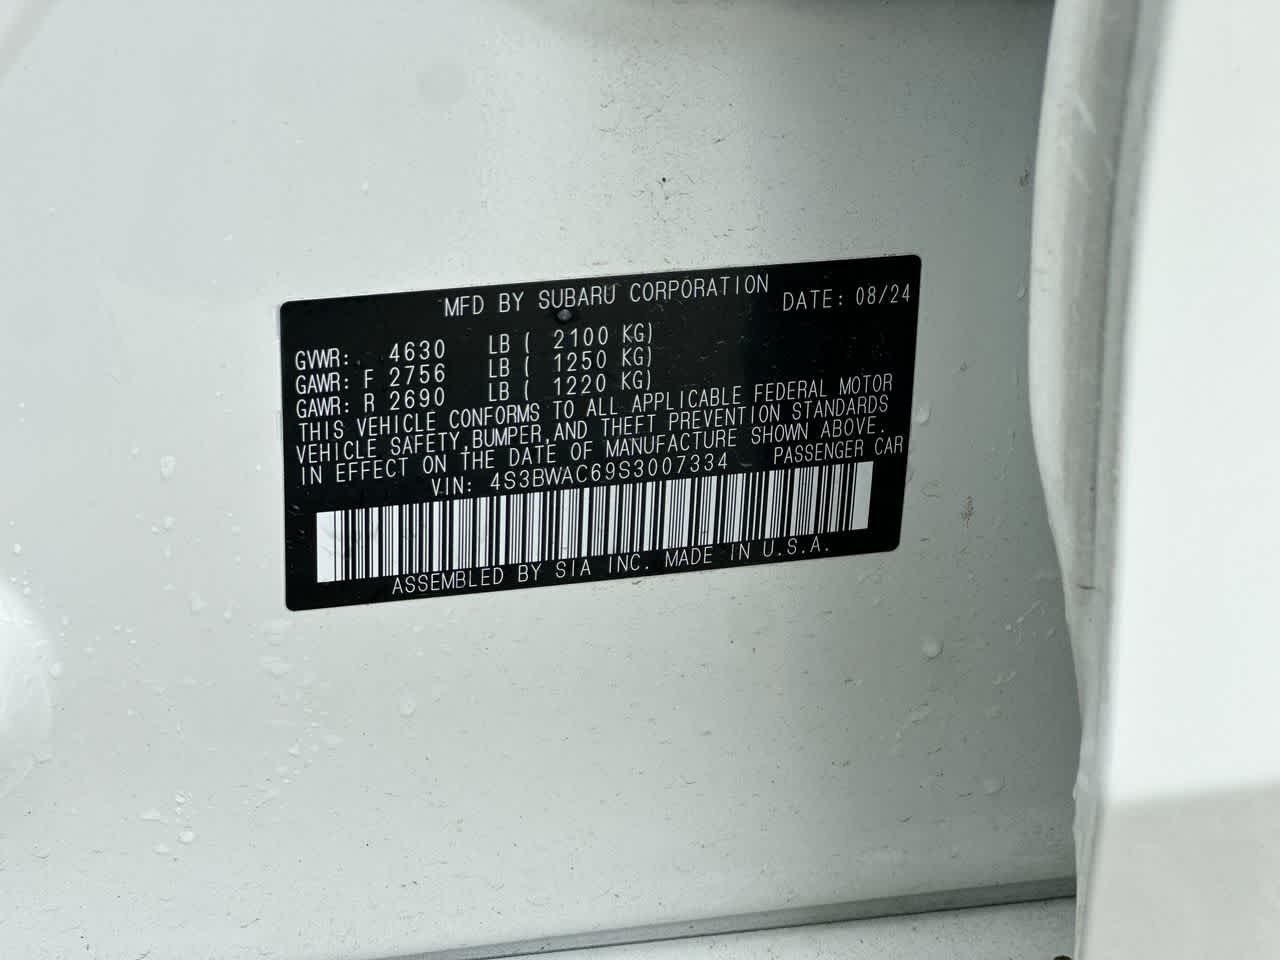 MFD BY SUBARU CORPORATION DATE: 08/24
GVWR: 4630 LB ( 2100 KG)
GAWR: F 2756 LB ( 1250 KG)
GAWR: R 2690 LB ( 1220 KG)
THIS VEHICLE CONFORMS TO ALL APPLICABLE FEDERAL MOTOR
VEHICLE SAFETY,BUMPER,AND THEFT PREVENTION STANDARDS
IN EFFECT ON THE DATE OF MANUFACTURE SHOWN ABOVE.
VIN: 4S3BWAC69S3007334 PASSENGER CAR
ASSEMBLED BY SIA INC. MADE IN U.S.A.